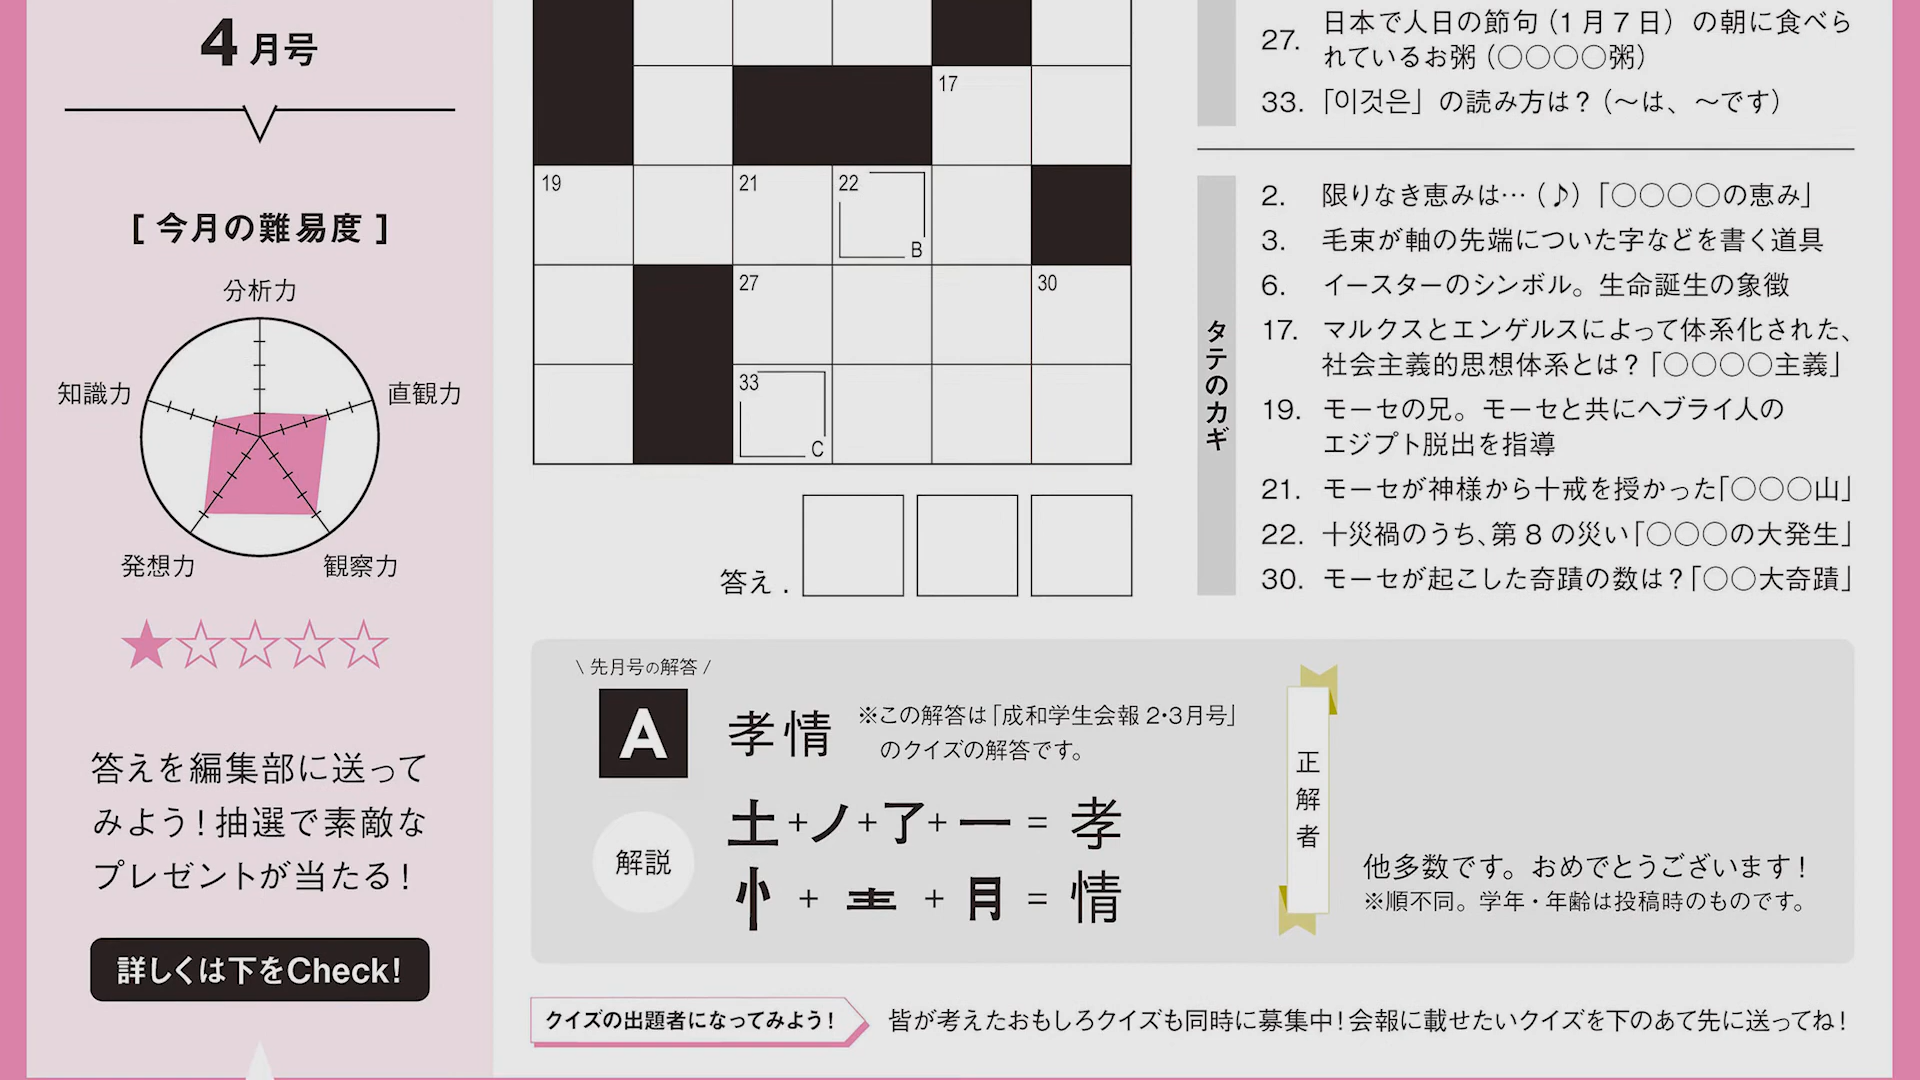 4月号
[ 今月の難易度 ]
分析力
知識力
直観力
発想力
観察力
★☆☆☆☆
答えを編集部に送って
みよう！抽選で素敵な
プレゼントが当たる！
詳しくは下をCheck！
17
19
21
22
B
27
30
33
C
答え .
27. 日本で人日の節句（1月7日）の朝に食べら
れているお粥（○○○○粥）
33.「이것은」の読み方は？（～は、～です）
タテのカギ
2. 限りなき恵みは…（♪）「○○○○の恵み」
3. 毛束が軸の先端についた字などを書く道具
6. イースターのシンボル。生命誕生の象徴
17. マルクスとエンゲルスによって体系化された、
社会主義的思想体系とは？「○○○○主義」
19. モーセの兄。モーセと共にヘブライ人の
エジプト脱出を指導
21. モーセが神様から十戒を授かった「○○○山」
22. 十災禍のうち、第8の災い「○○○の大発生」
30. モーセが起こした奇蹟の数は？「○○大奇蹟」
\ 先月号の解答 /
A 孝情
※この解答は「成和学生会報 2・3月号」
のクイズの解答です。
解説
土+ノ+了+一 = 孝
忄 + 龶 + 月 = 情
正解者
他多数です。おめでとうございます！
※順不同。学年・年齢は投稿時のものです。
クイズの出題者になってみよう！
皆が考えたおもしろクイズも同時に募集中！会報に載せたいクイズを下のあて先に送ってね！